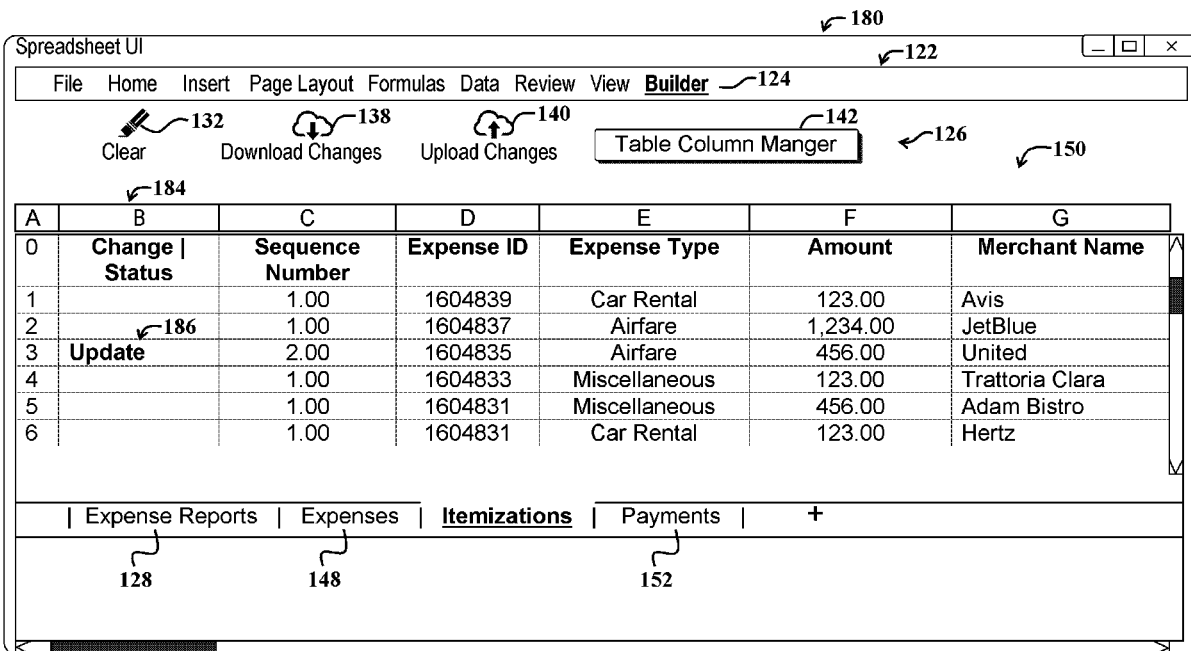 180
Spreadsheet UI
122
File Home Insert Page Layout Formulas Data Review View Builder 124
132 138 140 142
Clear Download Changes Upload Changes Table Column Manger 126
150
184
A B C D E F G
0 Change | Sequence Expense ID Expense Type Amount Merchant Name
Status Number
1 1.00 1604839 Car Rental 123.00 Avis
2 186 1.00 1604837 Airfare 1,234.00 JetBlue
3 Update 2.00 1604835 Airfare 456.00 United
4 1.00 1604833 Miscellaneous 123.00 Trattoria Clara
5 1.00 1604831 Miscellaneous 456.00 Adam Bistro
6 1.00 1604831 Car Rental 123.00 Hertz
| Expense Reports | Expenses | Itemizations | Payments | +
128 148 152